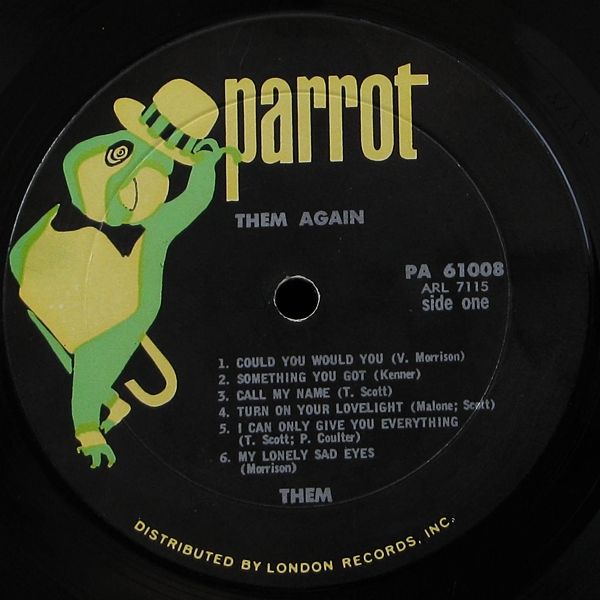 parrot
THEM AGAIN
PA 61008
ARL 7115
side one
1. COULD YOU WOULD YOU (V. Morrison)
2. SOMETHING YOU GOT (Kenner)
3. CALL MY NAME (T. Scott)
4. TURN ON YOUR LOVELIGHT (Malone; Scott)
5. I CAN ONLY GIVE YOU EVERYTHING
(T. Scott; P. Coulter)
6. MY LONELY SAD EYES
(Morrison)
THEM
DISTRIBUTED BY LONDON RECORDS, INC.